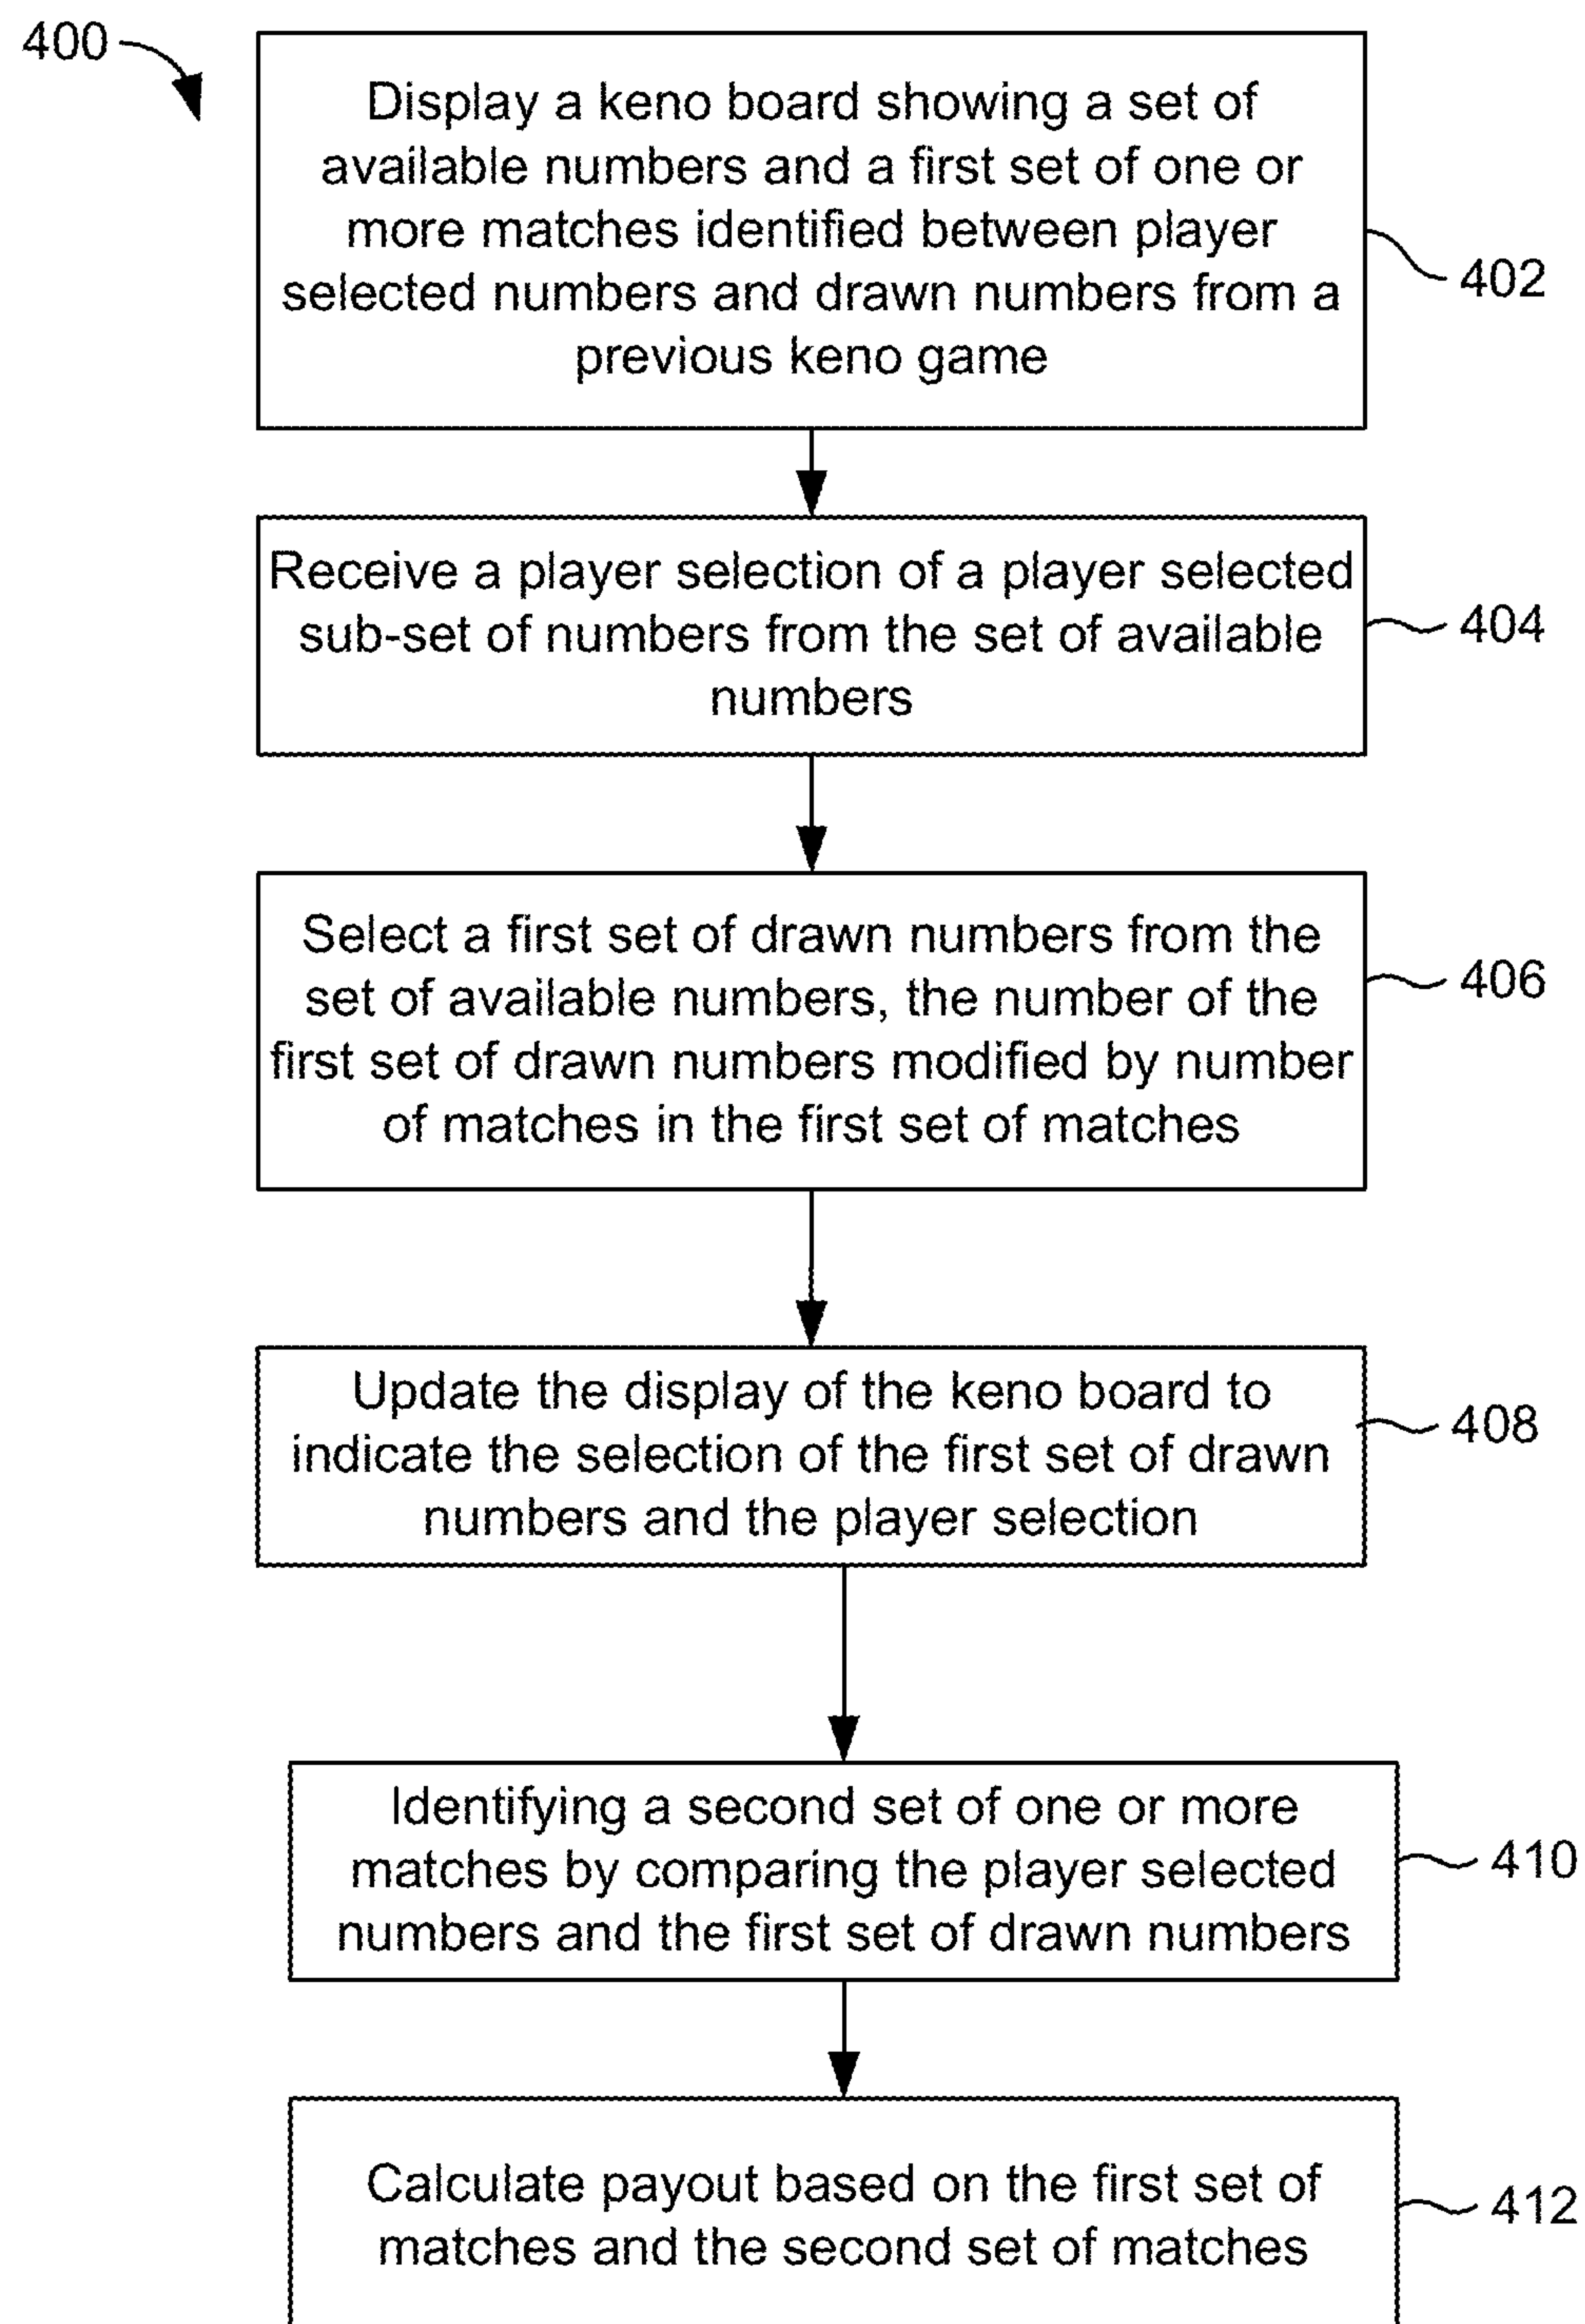 400
Display a keno board showing a set of
available numbers and a first set of one or
more matches identified between player
selected numbers and drawn numbers from a
previous keno game
402
Receive a player selection of a player selected
sub-set of numbers from the set of available
numbers
404
Select a first set of drawn numbers from the
set of available numbers, the number of the
first set of drawn numbers modified by number
of matches in the first set of matches
406
Update the display of the keno board to
indicate the selection of the first set of drawn
numbers and the player selection
408
Identifying a second set of one or more
matches by comparing the player selected
numbers and the first set of drawn numbers
410
Calculate payout based on the first set of
matches and the second set of matches
412